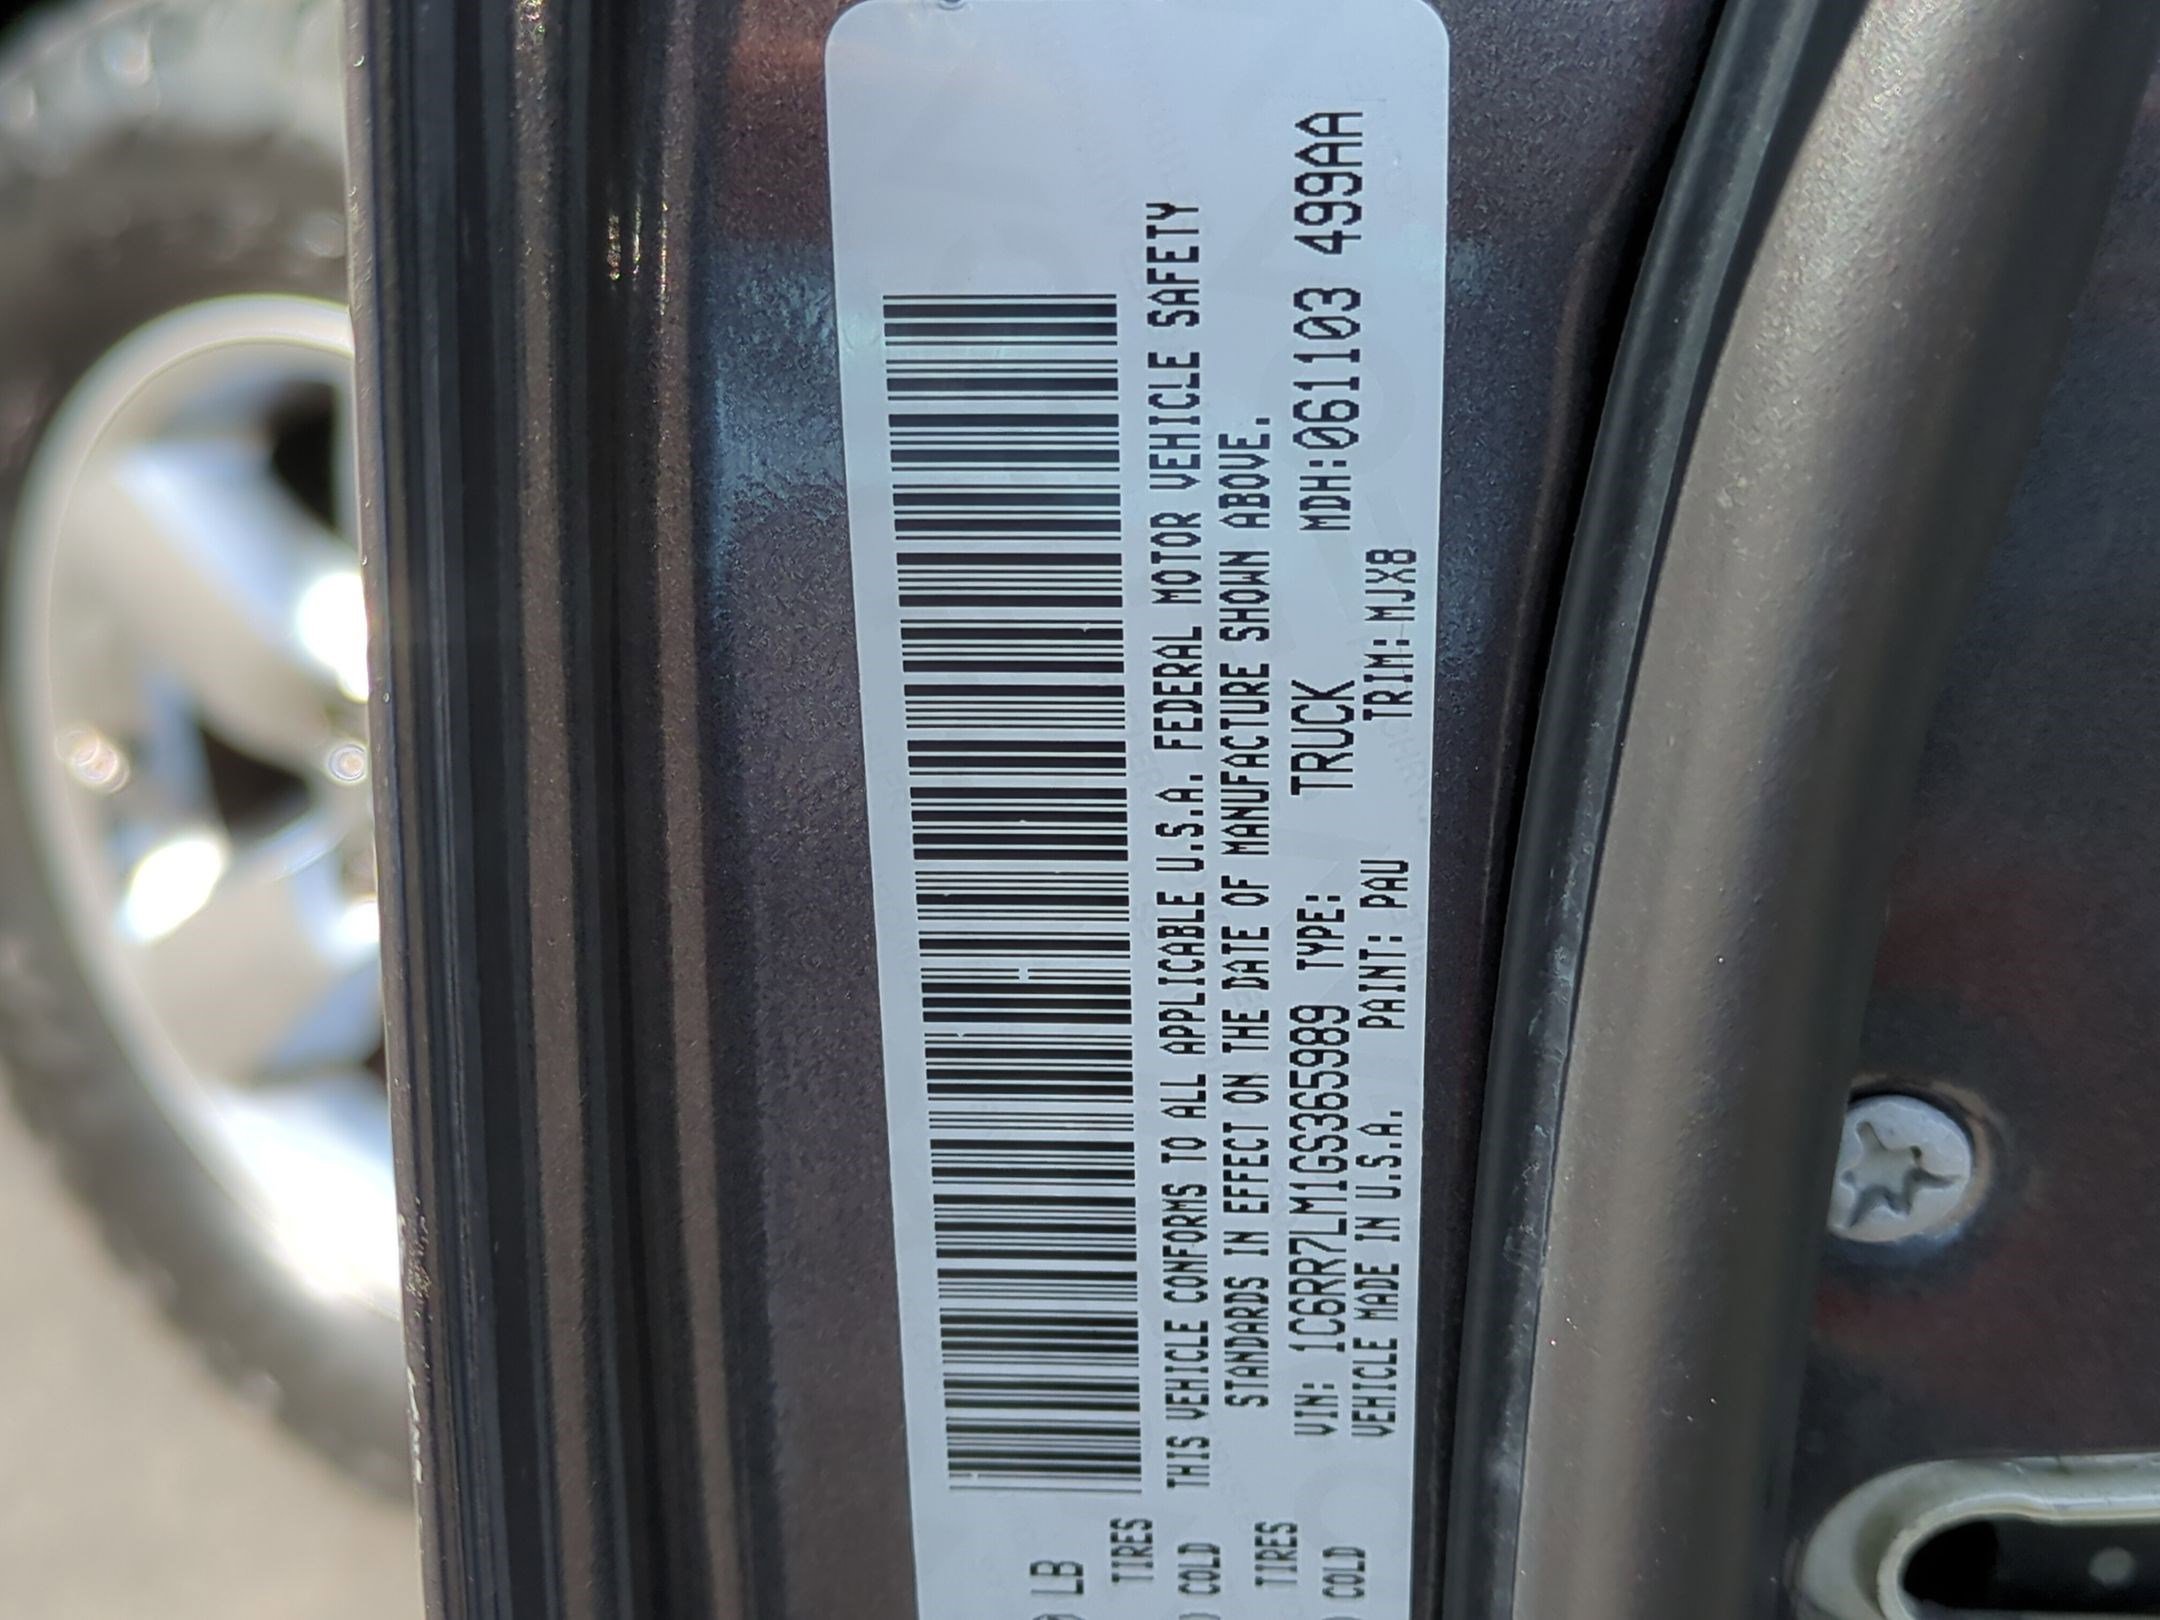 LB
TIRES
COLD
TIRES
COLD
THIS VEHICLE CONFORMS TO ALL APPLICABLE U.S.A. FEDERAL MOTOR VEHICLE SAFETY
STANDARDS IN EFFECT ON THE DATE OF MANUFACTURE SHOWN ABOVE.
VIN: 1C6RR7LM1GS365989 TYPE: TRUCK MDH:061103 499AA
VEHICLE MADE IN U.S.A. PAINT: PAU TRIM: MJX8